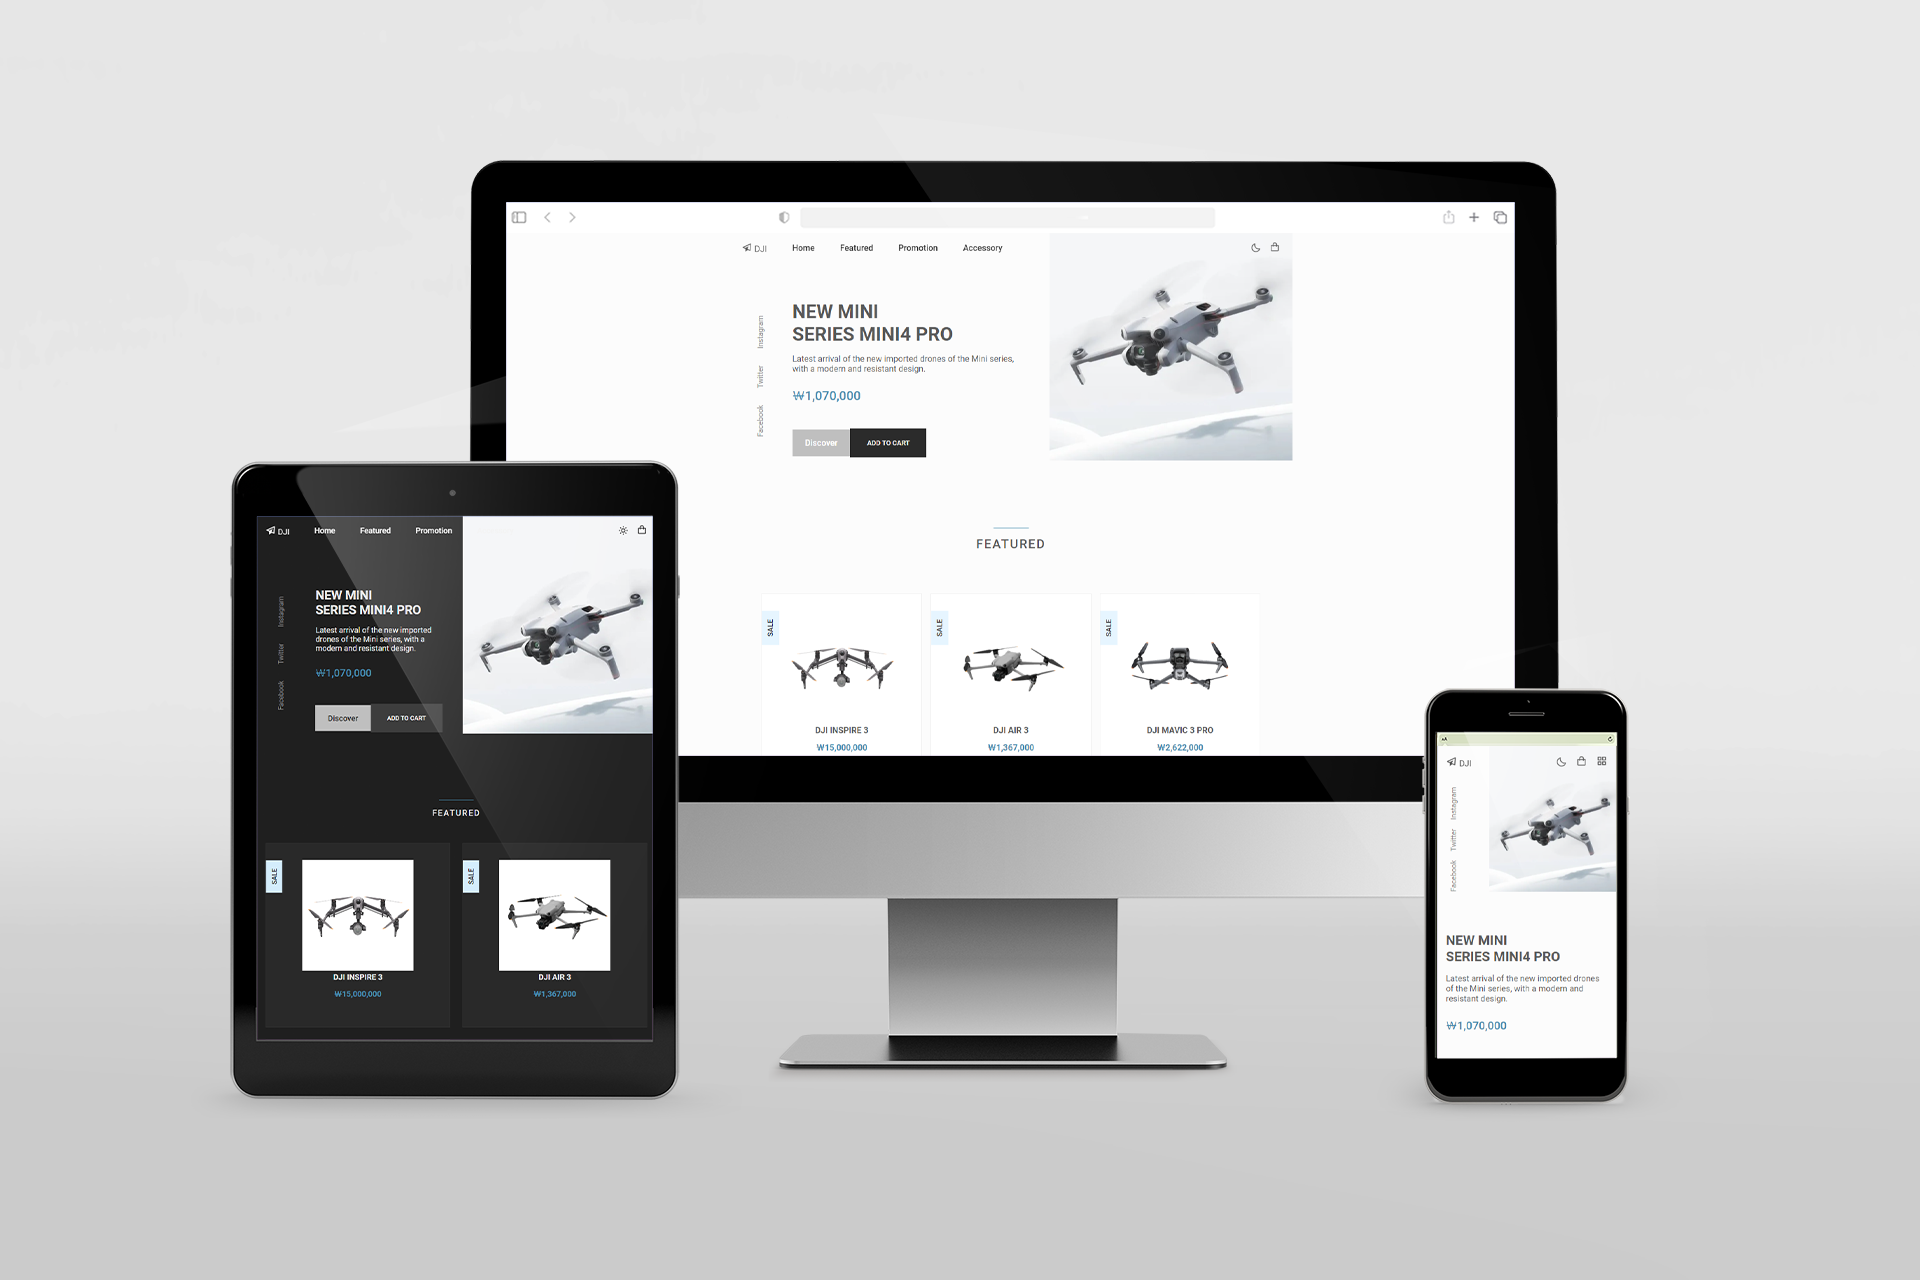 DJI
Home
Featured
Promotion
Accessory
Instagram
Twitter
Facebook
NEW MINI
SERIES MINI4 PRO
Latest arrival of the new imported drones of the Mini series,
with a modern and resistant design.
₩1,070,000
Discover
ADD TO CART
FEATURED
SALE
DJI INSPIRE 3
₩15,000,000
SALE
DJI AIR 3
₩1,367,000
SALE
DJI MAVIC 3 PRO
₩2,622,000
DJI
Home
Featured
Promotion
Instagram
Twitter
Facebook
NEW MINI
SERIES MINI4 PRO
Latest arrival of the new imported
drones of the Mini series, with a
modern and resistant design.
₩1,070,000
Discover
ADD TO CART
FEATURED
SALE
DJI INSPIRE 3
₩15,000,000
SALE
DJI AIR 3
₩1,367,000
AA
DJI
Instagram
Twitter
Facebook
NEW MINI
SERIES MINI4 PRO
Latest arrival of the new imported drones
of the Mini series, with a modern and
resistant design.
₩1,070,000